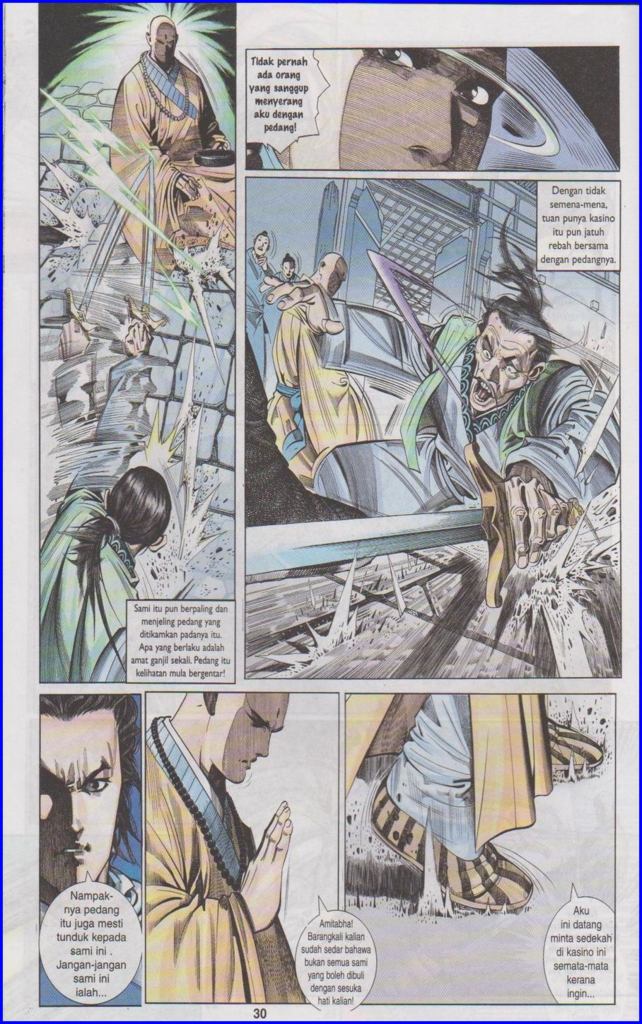 Tidak pernah
ada orang
yang sanggup
menyerang
aku dengan
pedang!
Sami itu pun berpaling dan
menjeling pedang yang
ditikamkan padanya itu.
Apa yang berlaku adalah
amat ganjil sekali. Pedang itu
kelihatan mula bergentar!
Dengan tidak
semena-mena,
tuan punya kasino
itu pun jatuh
rebah bersama
dengan pedangnya.
Nampak-
nya pedang
itu juga mesti
tunduk kepada
sami ini .
Jangan-jangan
sami ini
ialah...
Amitabha!
Barangkali kalian
sudah sedar bahawa
bukan semua sami
yang boleh dibuli
dengan sesuka
hati kalian!
Aku
ini datang
minta sedekah
di kasino ini
semata-mata
kerana
ingin...
30